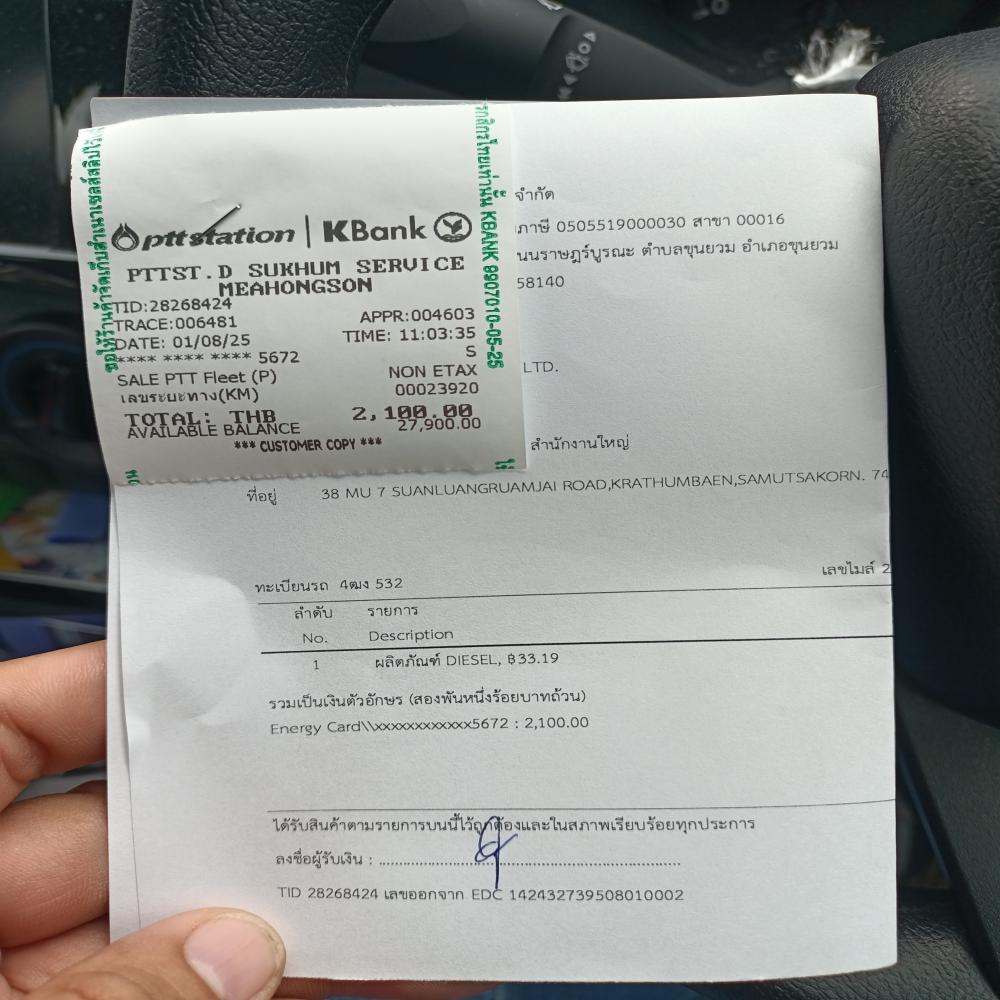 pttstation | KBank
PTTST.D SUKHUM SERVICE
MEAHONGSON
TID:28268424
TRACE:006481 APPR:004603
DATE: 01/08/25 TIME: 11:03:35
**** **** **** 5672 S
SALE PTT Fleet (P) NON ETAX
เลขระยะทาง(KM) 00023920
TOTAL: THB 2,100.00
AVAILABLE BALANCE 27,900.00
*** CUSTOMER COPY ***
KBANK 8907010-05-25
จำกัด
ภาษี 0505519000030 สาขา 00016
นนราษฎร์บูรณะ ตำบลขุนยวม อำเภอขุนยวม
58140
LTD.
สำนักงานใหญ่
ที่อยู่ 38 MU 7 SUANLUANGRUAMJAI ROAD,KRATHUMBAEN,SAMUTSAKORN. 74
ทะเบียนรถ 4ฒง 532 เลขไมล์ 2
ลำดับ รายการ
No. Description
1 ผลิตภัณฑ์ DIESEL, ฿33.19
รวมเป็นเงินตัวอักษร (สองพันหนึ่งร้อยบาทถ้วน)
Energy Card\\xxxxxxxxxxxx5672 : 2,100.00
ได้รับสินค้าตามรายการบนนี้ไว้ถูกต้องและในสภาพเรียบร้อยทุกประการ
ลงชื่อผู้รับเงิน :
TID 28268424 เลขออกจาก EDC 142432739508010002